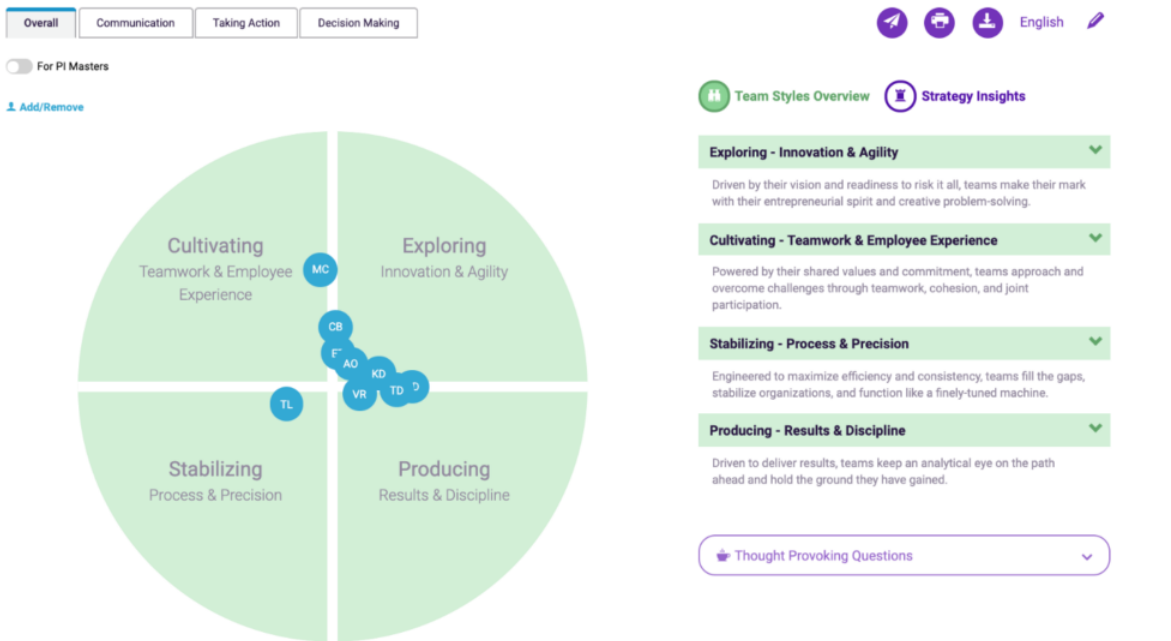 Overall
Communication
Taking Action
Decision Making
English
For PI Masters
Add/Remove
Team Styles Overview
Strategy Insights
Cultivating
Teamwork & Employee
Experience
Exploring
Innovation & Agility
MC
CB
AO
KD
VR
TD
TL
Stabilizing
Process & Precision
Producing
Results & Discipline
Exploring - Innovation & Agility
Driven by their vision and readiness to risk it all, teams make their mark
with their entrepreneurial spirit and creative problem-solving.
Cultivating - Teamwork & Employee Experience
Powered by their shared values and commitment, teams approach and
overcome challenges through teamwork, cohesion, and joint
participation.
Stabilizing - Process & Precision
Engineered to maximize efficiency and consistency, teams fill the gaps,
stabilize organizations, and function like a finely-tuned machine.
Producing - Results & Discipline
Driven to deliver results, teams keep an analytical eye on the path
ahead and hold the ground they have gained.
Thought Provoking Questions